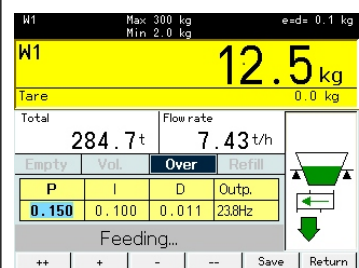 W1 Max 300 kg e=d= 0.1 kg
Min 2.0 kg
W1
12.5 kg
Tare 0.0 kg
Total Flow rate
284.7t 7.43t/h
Empty Vol. Over Refill
P I D Outp.
0.150 0.100 0.011 23.8Hz
Feeding...
++ + - -- Save Return